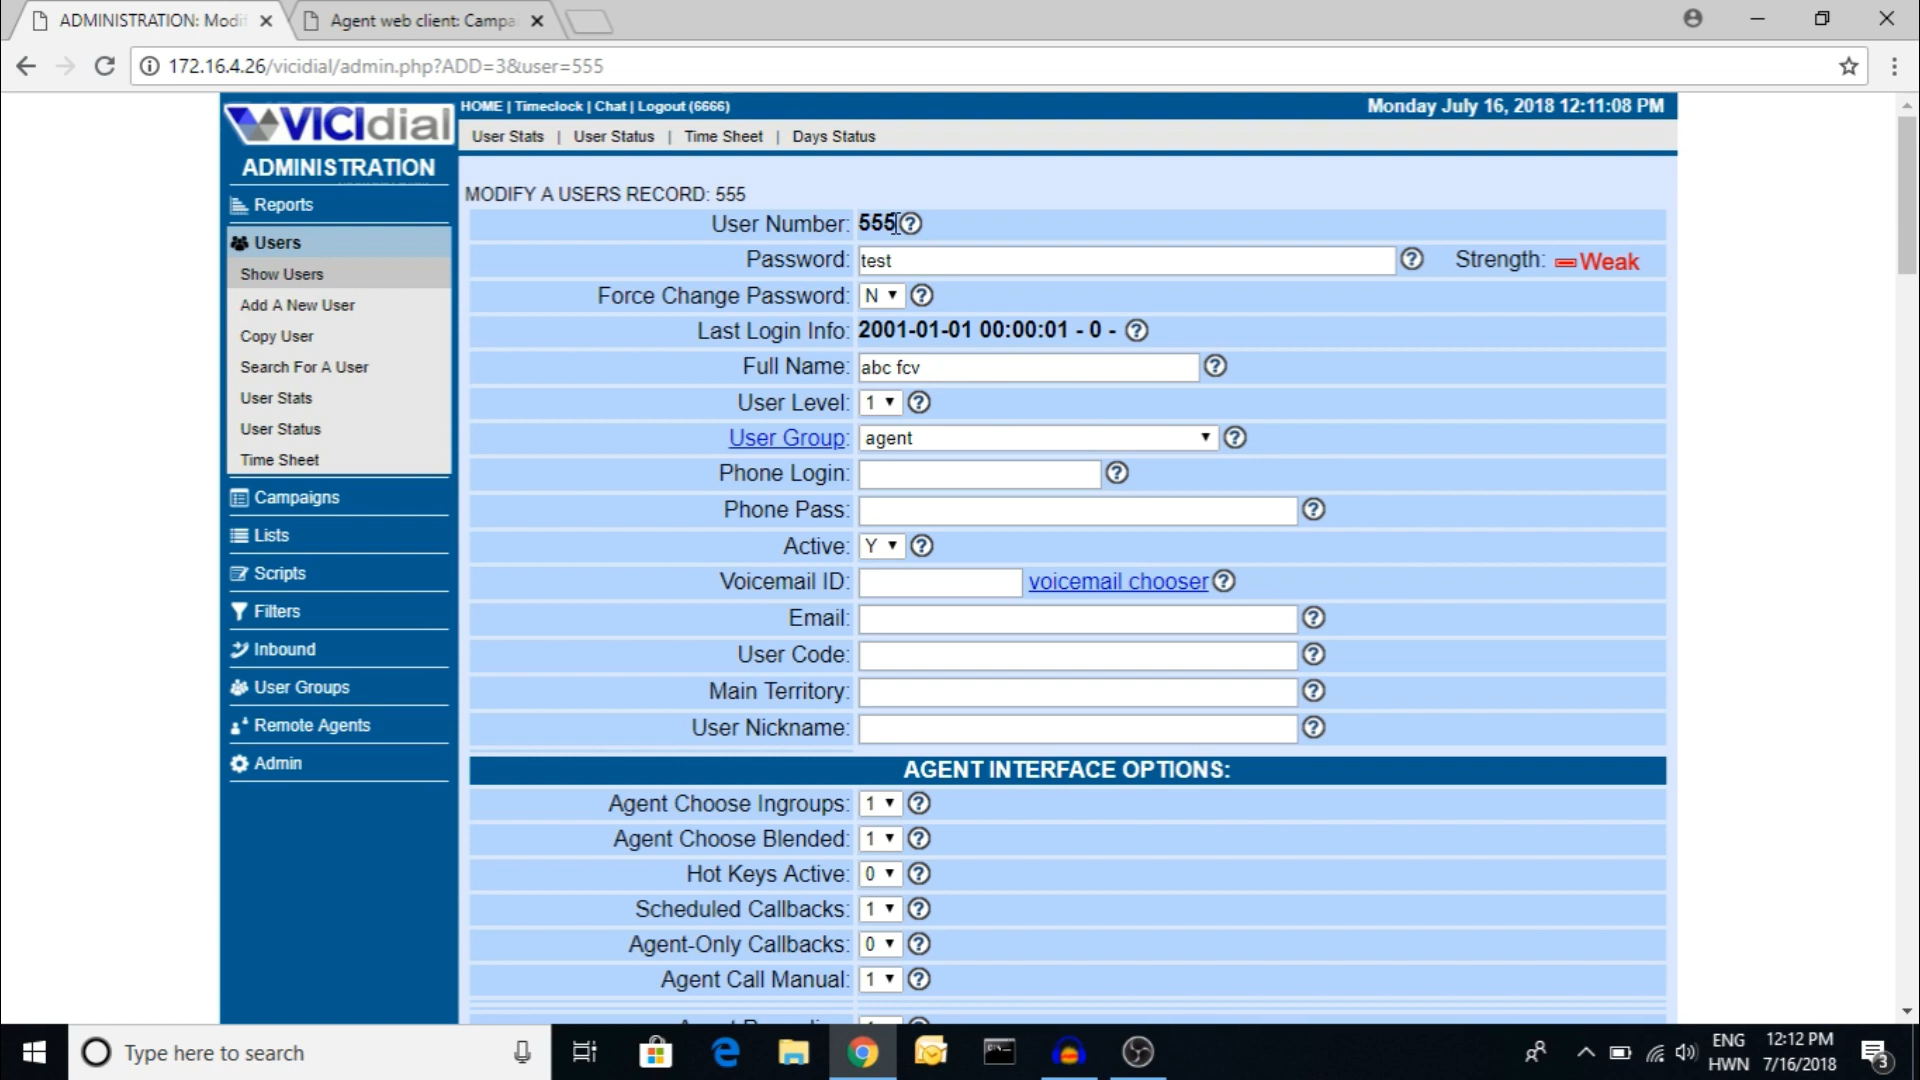 ADMINISTRATION: Modi
Agent web client: Campa
172.16.4.26/vicidial/admin.php?ADD=3&user=555
VICIdial
HOME | Timeclock | Chat | Logout (6666)
Monday July 16, 2018 12:11:08 PM
User Stats | User Status | Time Sheet | Days Status
ADMINISTRATION
Reports
Users
Show Users
Add A New User
Copy User
Search For A User
User Stats
User Status
Time Sheet
Campaigns
Lists
Scripts
Filters
Inbound
User Groups
Remote Agents
Admin
MODIFY A USERS RECORD: 555
User Number: 555
Password: test Strength: Weak
Force Change Password: N
Last Login Info: 2001-01-01 00:00:01 - 0 -
Full Name: abc fcv
User Level: 1
User Group: agent
Phone Login:
Phone Pass:
Active: Y
Voicemail ID: voicemail chooser
Email:
User Code:
Main Territory:
User Nickname:
AGENT INTERFACE OPTIONS:
Agent Choose Ingroups: 1
Agent Choose Blended: 1
Hot Keys Active: 0
Scheduled Callbacks: 1
Agent-Only Callbacks: 0
Agent Call Manual: 1
Type here to search
ENG
HWN
12:12 PM
7/16/2018
3